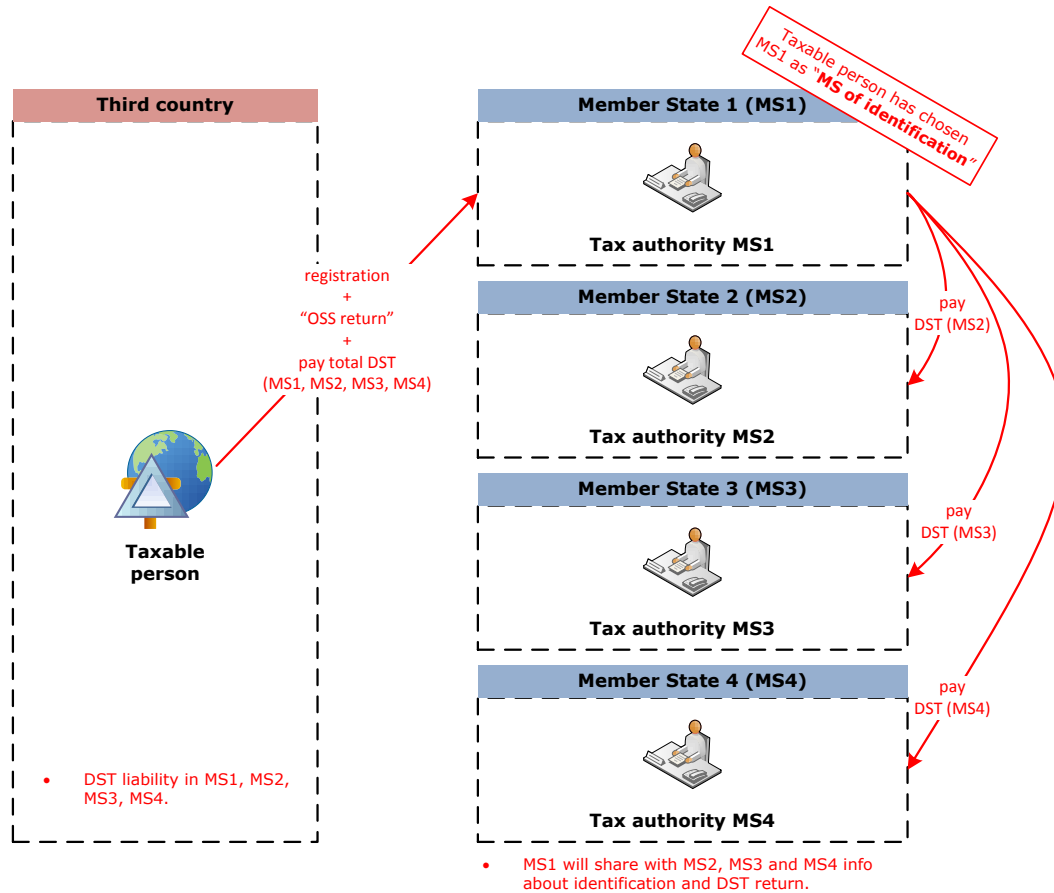 Taxable person has chosen
MS1 as “MS of identification”
Third country
Member State 1 (MS1)
Tax authority MS1
registration
+
“OSS return”
+
pay total DST
(MS1, MS2, MS3, MS4)
Member State 2 (MS2)
pay
DST (MS2)
Tax authority MS2
Taxable
person
Member State 3 (MS3)
pay
DST (MS3)
Tax authority MS3
Member State 4 (MS4)
pay
DST (MS4)
Tax authority MS4
• DST liability in MS1, MS2,
MS3, MS4.
• MS1 will share with MS2, MS3 and MS4 info
about identification and DST return.